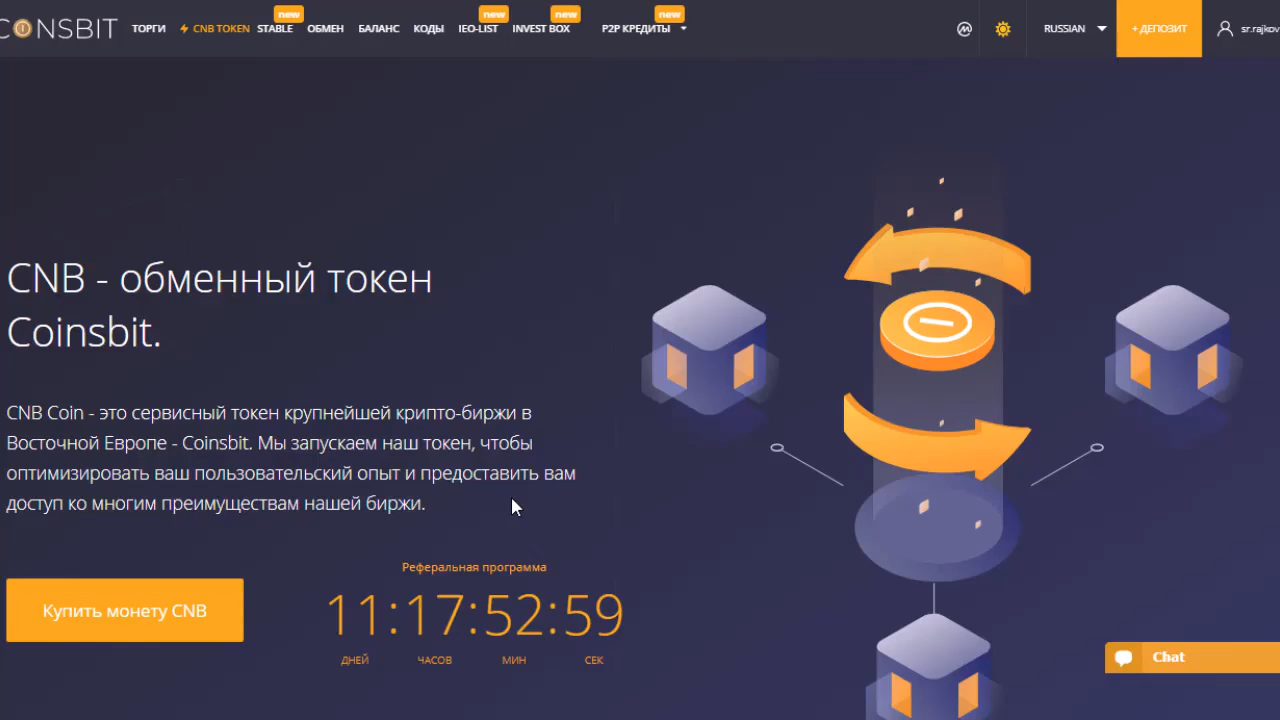 CONSBIT
new new new new
ТОРГИ CNB TOKEN STABLE ОБМЕН БАЛАНС КОДЫ IEO-LIST INVEST BOX P2P КРЕДИТЫ RUSSIAN + ДЕПОЗИТ sr.rajkov
CNB - обменный токен
Coinsbit.
CNB Coin - это сервисный токен крупнейшей крипто-биржи в
Восточной Европе - Coinsbit. Мы запускаем наш токен, чтобы
оптимизировать ваш пользовательский опыт и предоставить вам
доступ ко многим преимуществам нашей биржи.
Реферальная программа
11:17:52:59
ДНЕЙ ЧАСОВ МИН СЕК
Купить монету CNB
Chat